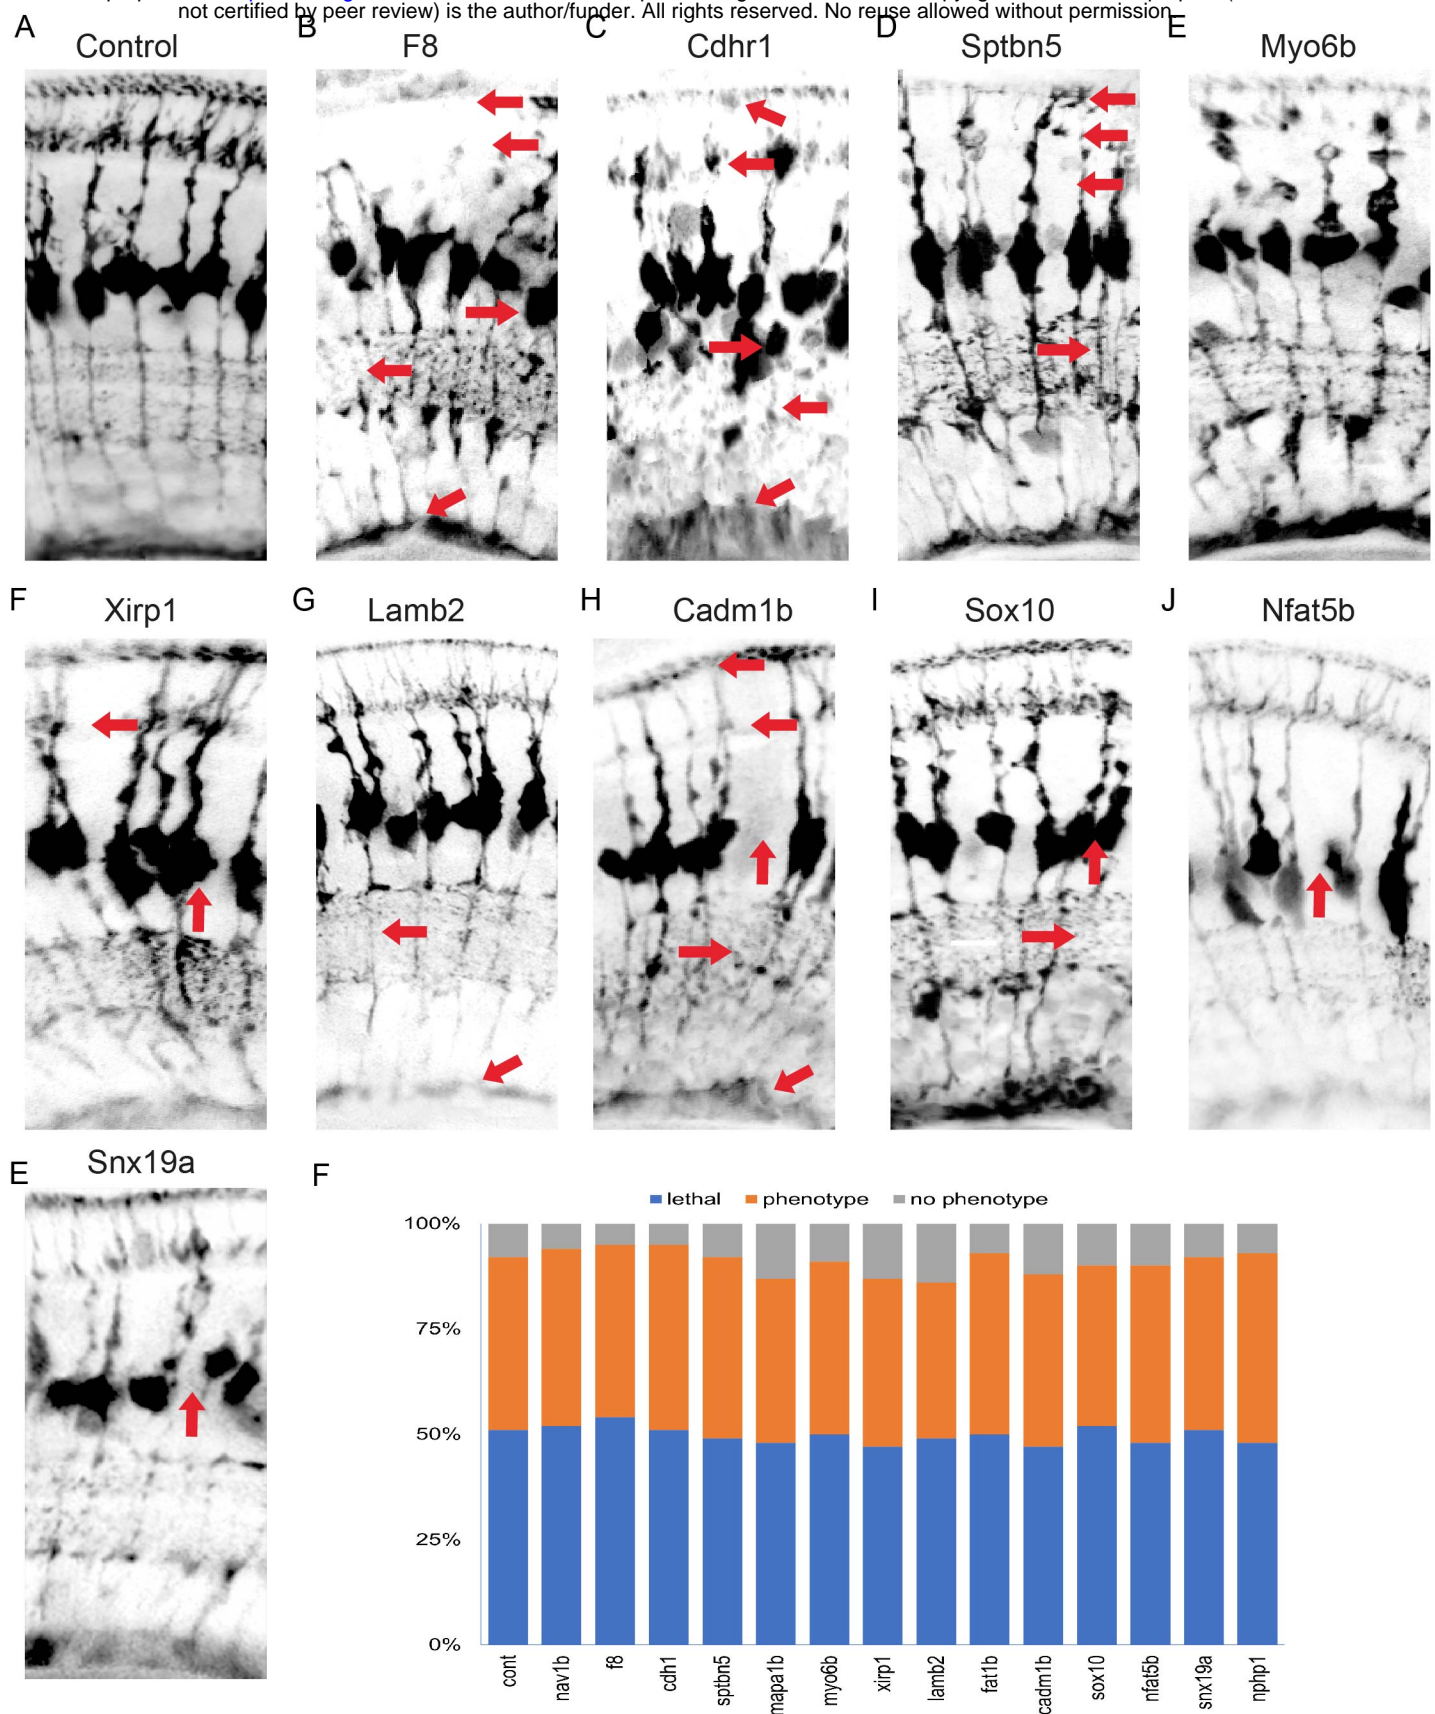 not certified by peer review) is the author/funder. All rights reserved. No reuse allowed without permission.
A
Control
B
F8
C
Cdhr1
D
Sptbn5
E
Myo6b
F
Xirp1
G
Lamb2
H
Cadm1b
I
Sox10
J
Nfat5b
E
Snx19a
F
lethal phenotype no phenotype
100%
75%
50%
25%
0%
cont
nav1b
f8
cdh1
sptbn5
mapa1b
myo6b
xirp1
lamb2
fat1b
cadm1b
sox10
nfat5b
snx19a
nphp1